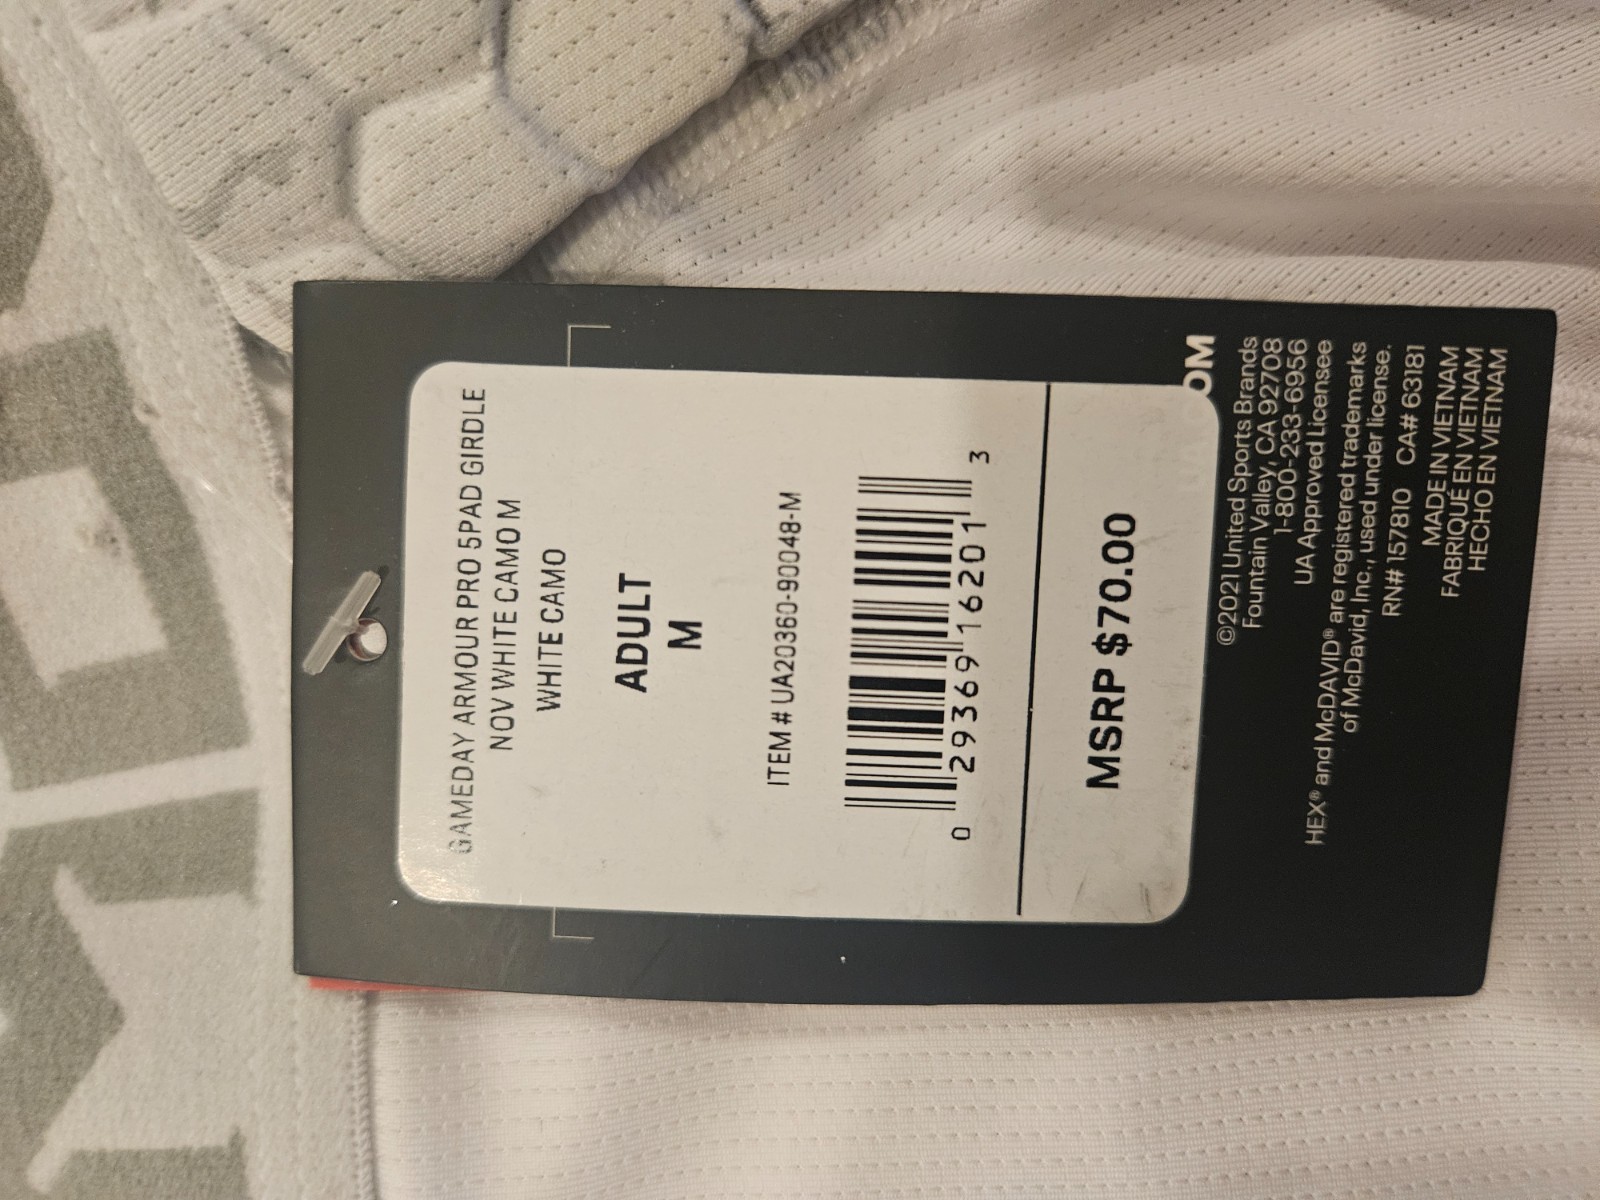 GAMEDAY ARMOUR PRO 5PAD GIRDLE
NOV WHITE CAMO M
WHITE CAMO
ADULT
M
ITEM # UA20360-90048-M
0 29369 16201 3
MSRP $70.00
OM
©2021 United Sports Brands
Fountain Valley, CA 92708
1-800-233-6956
UA Approved Licensee
HEX® and McDAVID® are registered trademarks
of McDavid, Inc., used under license.
RN# 157810 CA# 63181
MADE IN VIETNAM
FABRIQUÉ EN VIETNAM
HECHO EN VIETNAM